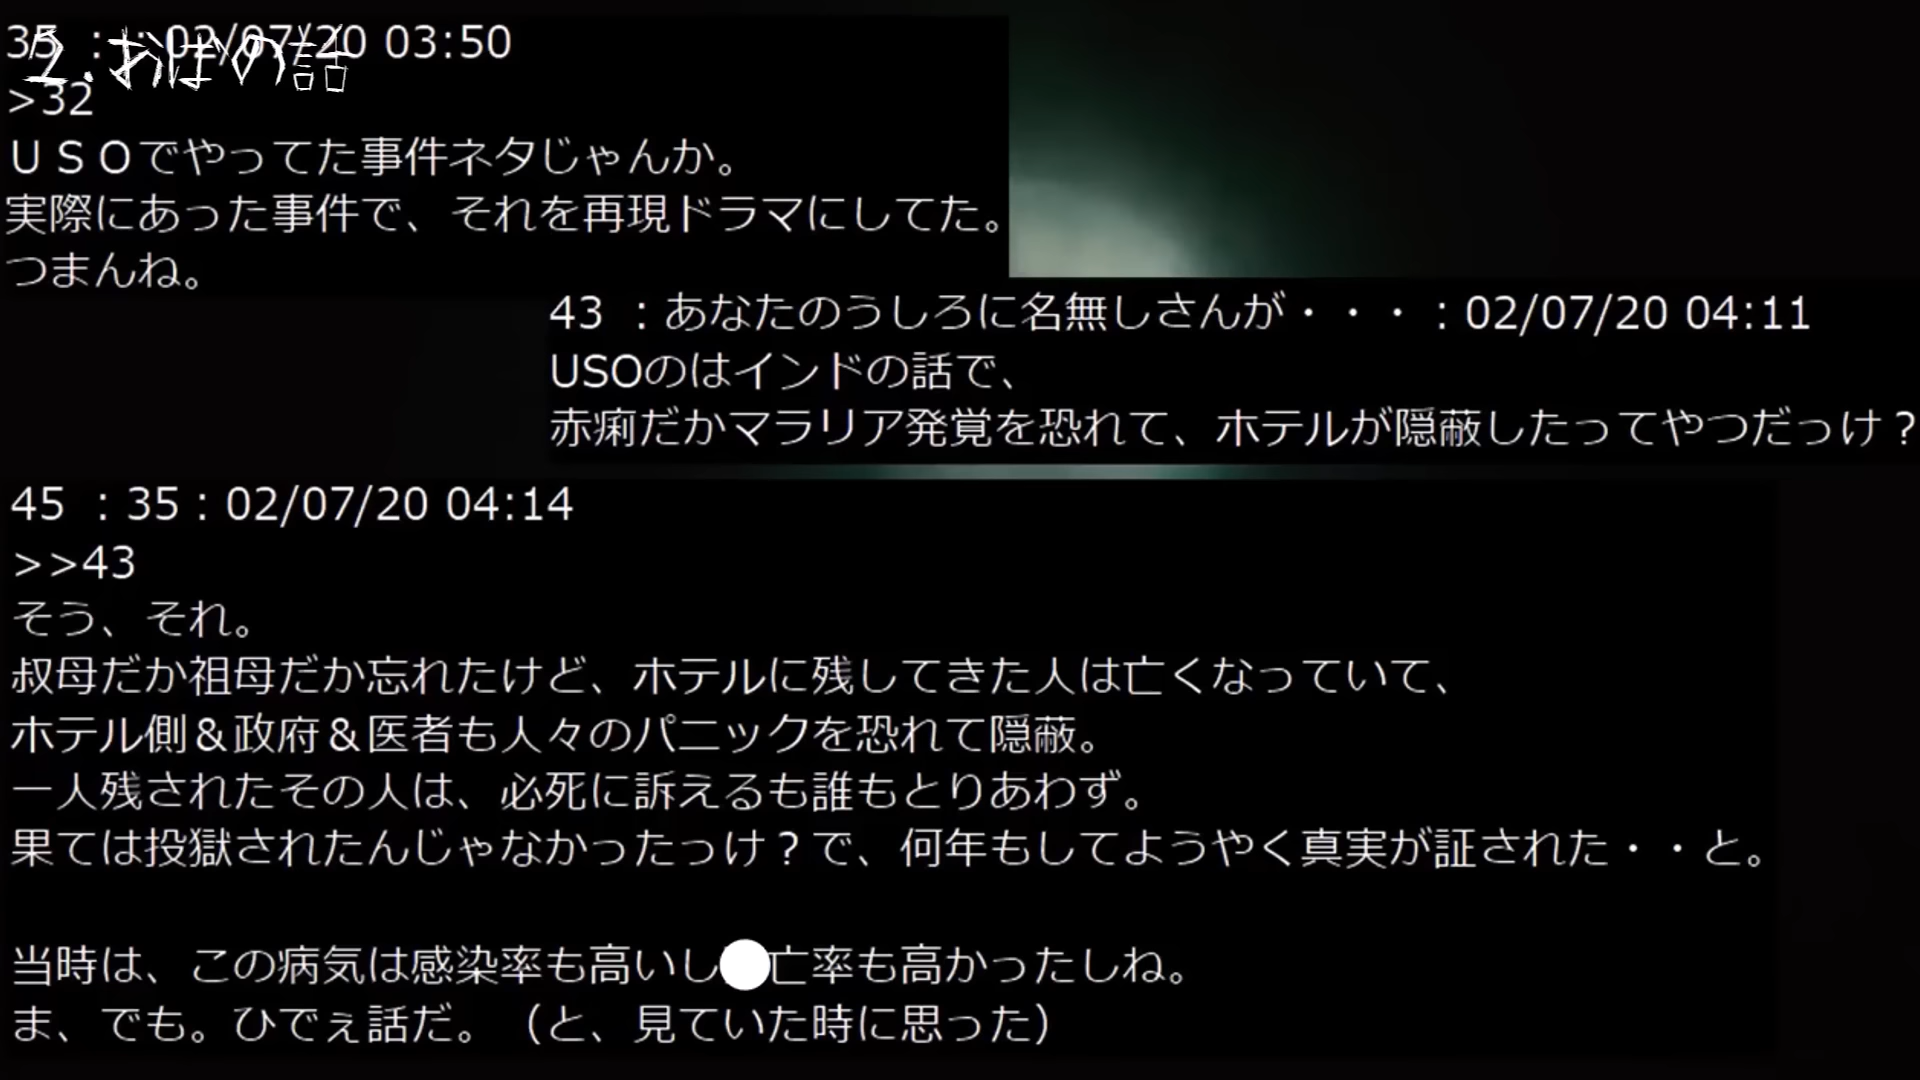 2.おばの話
35 ： ：02/07/20 03:50
>32
ＵＳＯでやってた事件ネタじゃんか。
実際にあった事件で、それを再現ドラマにしてた。
つまんね。
43 ：あなたのうしろに名無しさんが・・・：02/07/20 04:11
USOのはインドの話で、
赤痢だかマラリア発覚を恐れて、ホテルが隠蔽したってやつだっけ？
45 ：35：02/07/20 04:14
>>43
そう、それ。
叔母だか祖母だか忘れたけど、ホテルに残してきた人は亡くなっていて、
ホテル側＆政府＆医者も人々のパニックを恐れて隠蔽。
一人残されたその人は、必死に訴えるも誰もとりあわず。
果ては投獄されたんじゃなかったっけ？で、何年もしてようやく真実が証された・・と。
当時は、この病気は感染率も高いし●亡率も高かったしね。
ま、でも。ひでぇ話だ。（と、見ていた時に思った）